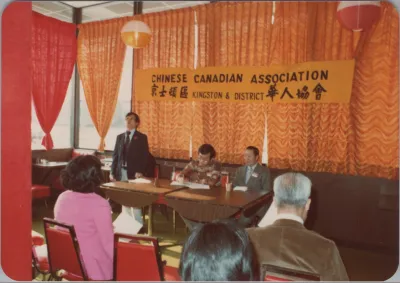 CHINESE CANADIAN ASSOCIATION
京士頓區 KINGSTON & DISTRICT 華人協會